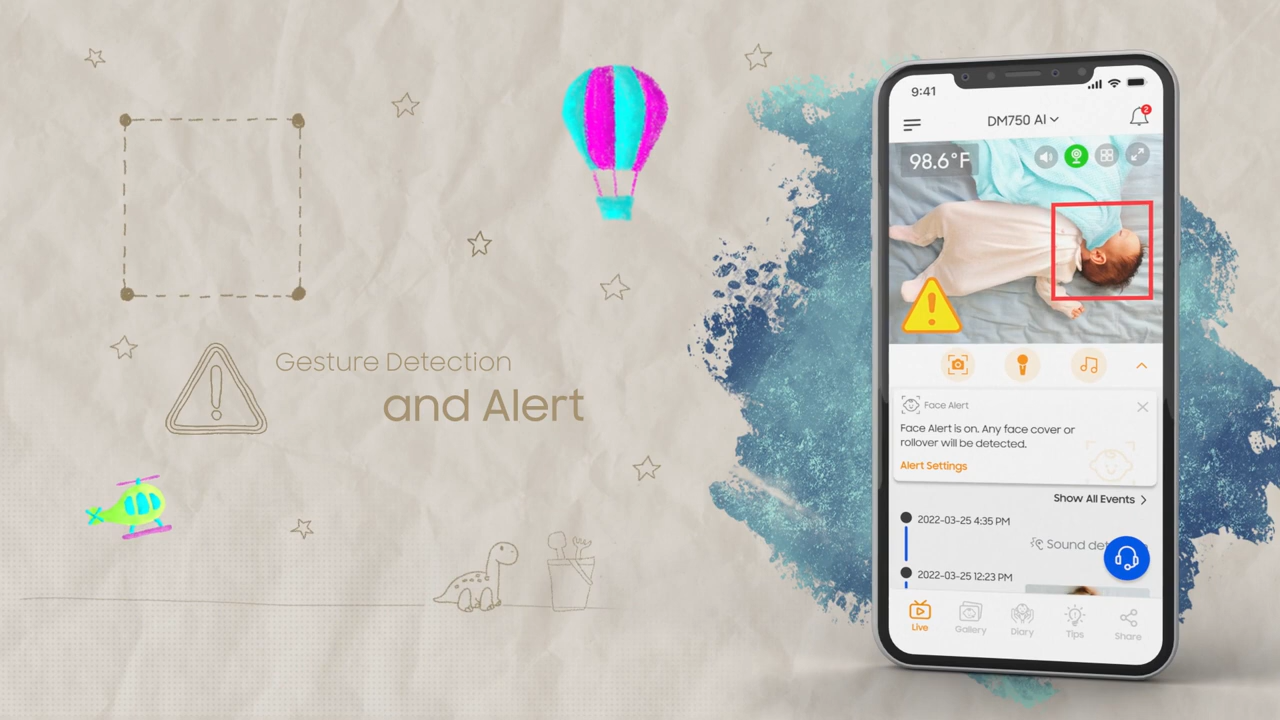 Gesture Detection
and Alert
9:41
DM750 AI
2
98.6°F
Face Alert
Face Alert is on. Any face cover or
rollover will be detected.
Alert Settings
Show All Events
2022-03-25 4:35 PM
Sound det
2022-03-25 12:23 PM
Live
Gallery
Diary
Tips
Share